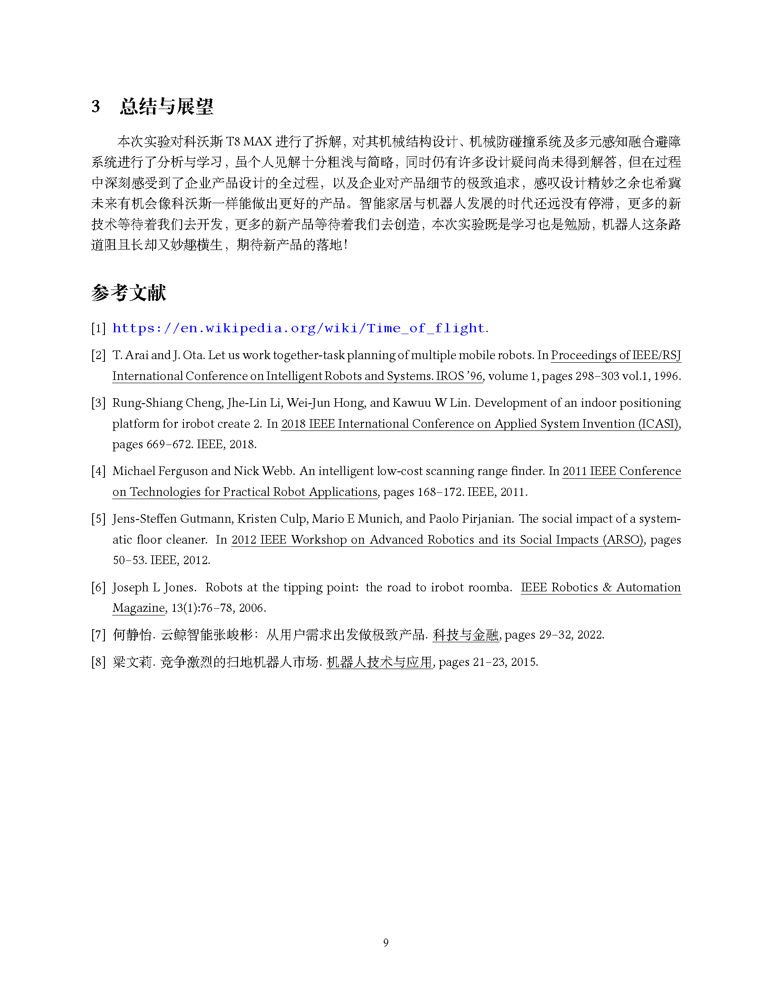 3 总结与展望
本次实验对科沃斯 T8 MAX 进行了拆解，对其机械结构设计、机械防碰撞系统及多元感知融合避障
系统进行了分析与学习，虽个人见解十分粗浅与简略，同时仍有许多设计疑问尚未得到解答，但在过程
中深刻感受到了企业产品设计的全过程，以及企业对产品细节的极致追求，感叹设计精妙之余也希冀
未来有机会像科沃斯一样能做出更好的产品。智能家居与机器人发展的时代还远没有停滞，更多的新
技术等待着我们去开发，更多的新产品等待着我们去创造，本次实验既是学习也是勉励，机器人这条路
道阻且长却又妙趣横生，期待新产品的落地！
参考文献
[1] https://en.wikipedia.org/wiki/Time_of_flight.
[2] T. Arai and J. Ota. Let us work together-task planning of multiple mobile robots. In Proceedings of IEEE/RSJ
International Conference on Intelligent Robots and Systems. IROS ’96, volume 1, pages 298–303 vol.1, 1996.
[3] Rung-Shiang Cheng, Jhe-Lin Li, Wei-Jun Hong, and Kawuu W Lin. Development of an indoor positioning
platform for irobot create 2. In 2018 IEEE International Conference on Applied System Invention (ICASI),
pages 669–672. IEEE, 2018.
[4] Michael Ferguson and Nick Webb. An intelligent low-cost scanning range finder. In 2011 IEEE Conference
on Technologies for Practical Robot Applications, pages 168–172. IEEE, 2011.
[5] Jens-Steffen Gutmann, Kristen Culp, Mario E Munich, and Paolo Pirjanian. The social impact of a system-
atic floor cleaner. In 2012 IEEE Workshop on Advanced Robotics and its Social Impacts (ARSO), pages
50–53. IEEE, 2012.
[6] Joseph L Jones. Robots at the tipping point: the road to irobot roomba. IEEE Robotics & Automation
Magazine, 13(1):76–78, 2006.
[7] 何静怡. 云鲸智能张峻彬：从用户需求出发做极致产品. 科技与金融, pages 29–32, 2022.
[8] 梁文莉. 竞争激烈的扫地机器人市场. 机器人技术与应用, pages 21–23, 2015.
9